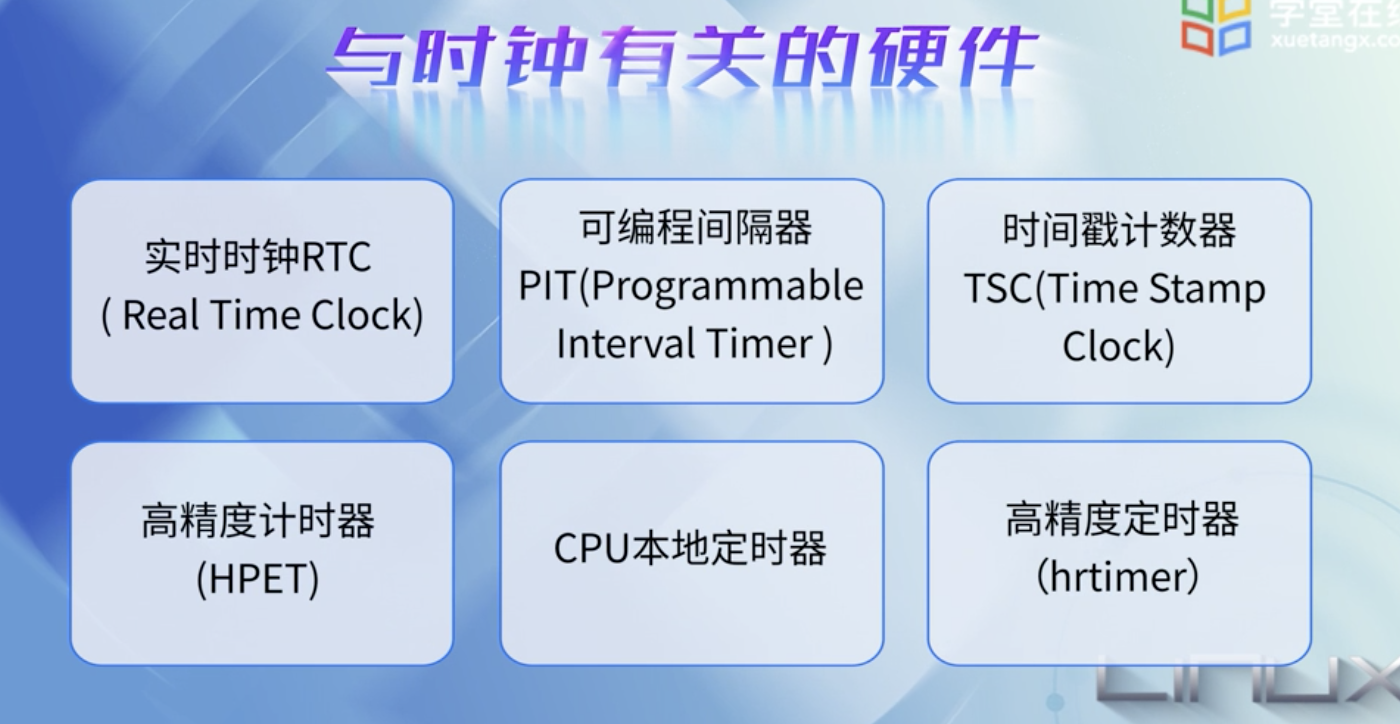 与时钟有关的硬件
学堂在线
xuetangx.co
实时时钟RTC
( Real Time Clock)
可编程间隔器
PIT(Programmable
Interval Timer )
时间戳计数器
TSC(Time Stamp
Clock)
高精度计时器
(HPET)
CPU本地定时器
高精度定时器
（hrtimer）
LINUX